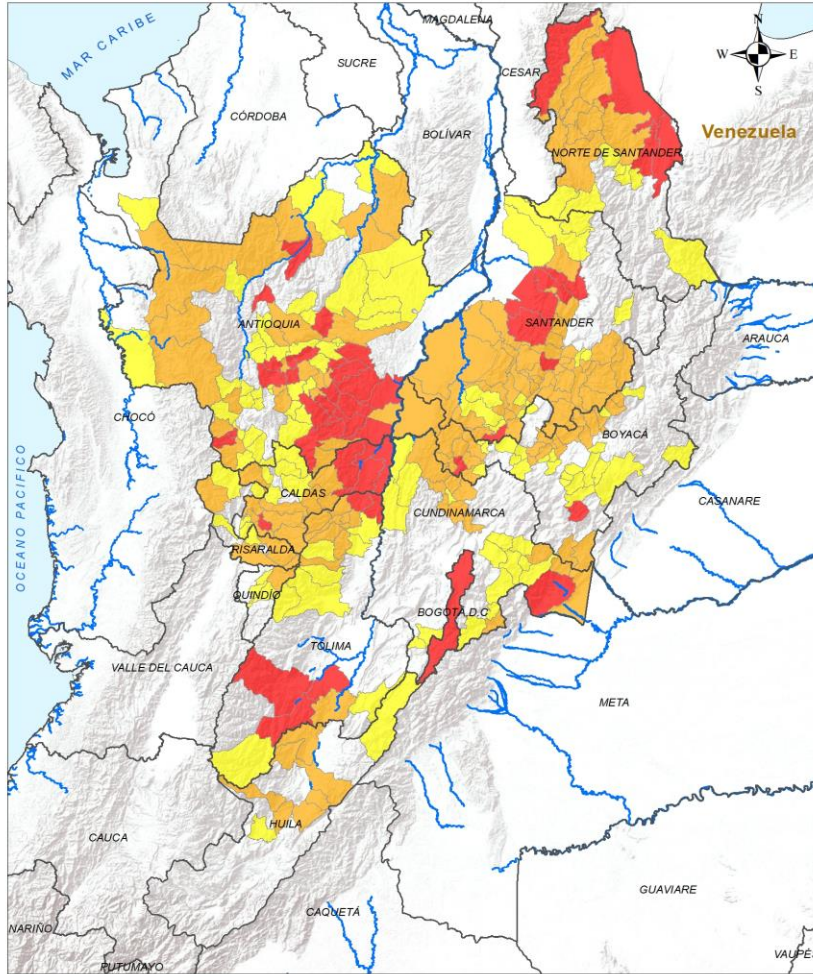 MAGDALENA
N
W E
S
MAR CARIBE
SUCRE
CESAR
CÓRDOBA
BOLÍVAR
Venezuela
NORTE DE SANTANDER
ANTIOQUIA
SANTANDER
ARAUCA
CHOCÓ
BOYACÁ
OCEANO PACIFICO
CALDAS
CUNDINAMARCA
CASANARE
RISARALDA
QUINDÍO
BOGOTÁ D.C
TOLIMA
VALLE DEL CAUCA
META
HUILA
CAUCA
GUAVIARE
CAQUETÁ
NARIÑO
PUTUMAYO
VAUPÉS